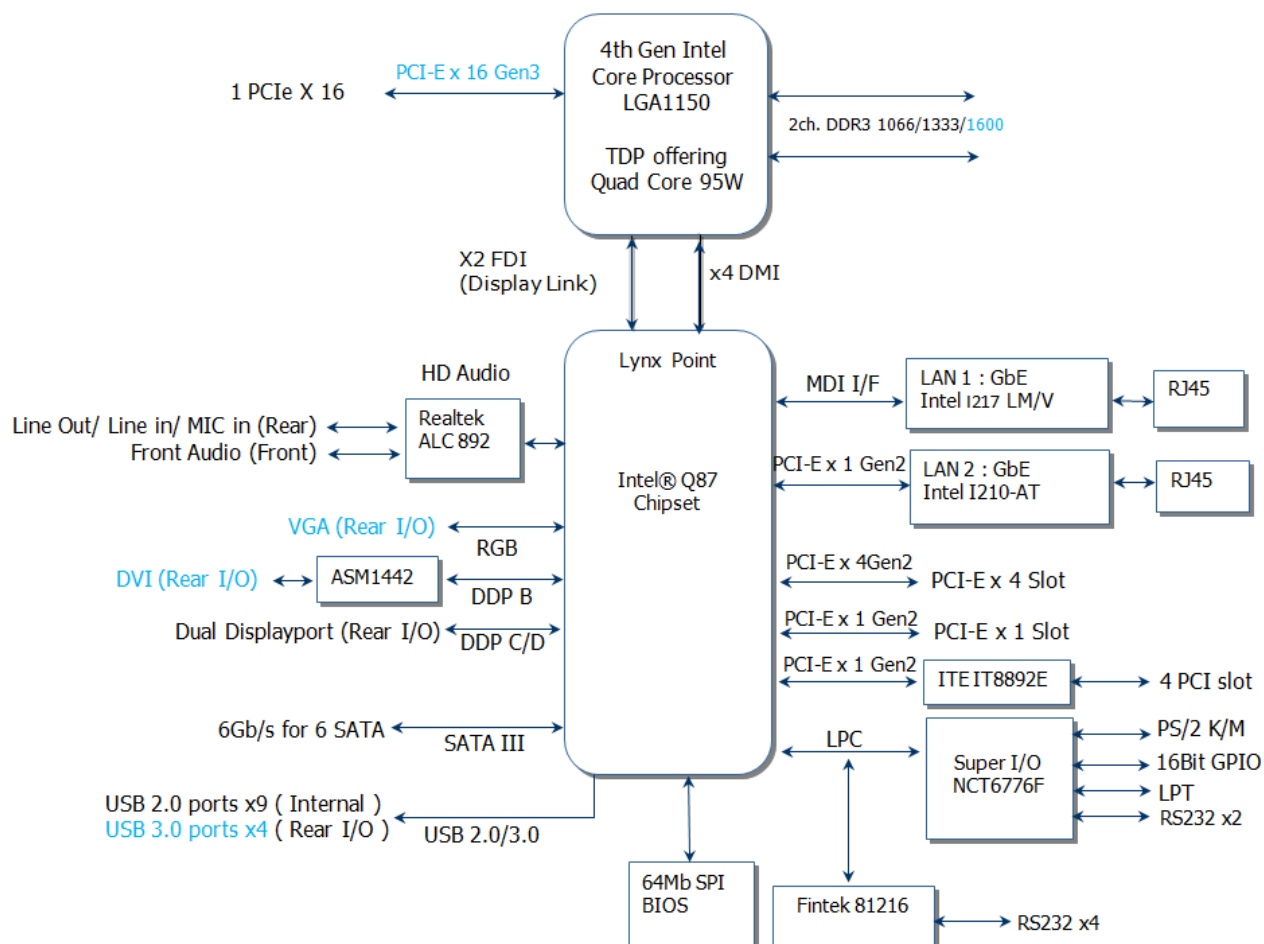 4th Gen Intel
Core Processor
LGA1150
TDP offering
Quad Core 95W
PCI-E x 16 Gen3
1 PCIe X 16
2ch. DDR3 1066/1333/1600
X2 FDI
(Display Link)
x4 DMI
Lynx Point
Intel® Q87
Chipset
HD Audio
Realtek
ALC 892
Line Out/ Line in/ MIC in (Rear)
Front Audio (Front)
VGA (Rear I/O)
RGB
DVI (Rear I/O)
ASM1442
DDP B
Dual Displayport (Rear I/O)
DDP C/D
6Gb/s for 6 SATA
SATA III
USB 2.0 ports x9 ( Internal )
USB 3.0 ports x4 ( Rear I/O )
USB 2.0/3.0
MDI I/F
LAN 1 : GbE
Intel I217 LM/V
RJ45
PCI-E x 1 Gen2
LAN 2 : GbE
Intel I210-AT
RJ45
PCI-E x 4Gen2
PCI-E x 4 Slot
PCI-E x 1 Gen2
PCI-E x 1 Slot
PCI-E x 1 Gen2
ITE IT8892E
4 PCI slot
LPC
Super I/O
NCT6776F
PS/2 K/M
16Bit GPIO
LPT
RS232 x2
64Mb SPI
BIOS
Fintek 81216
RS232 x4